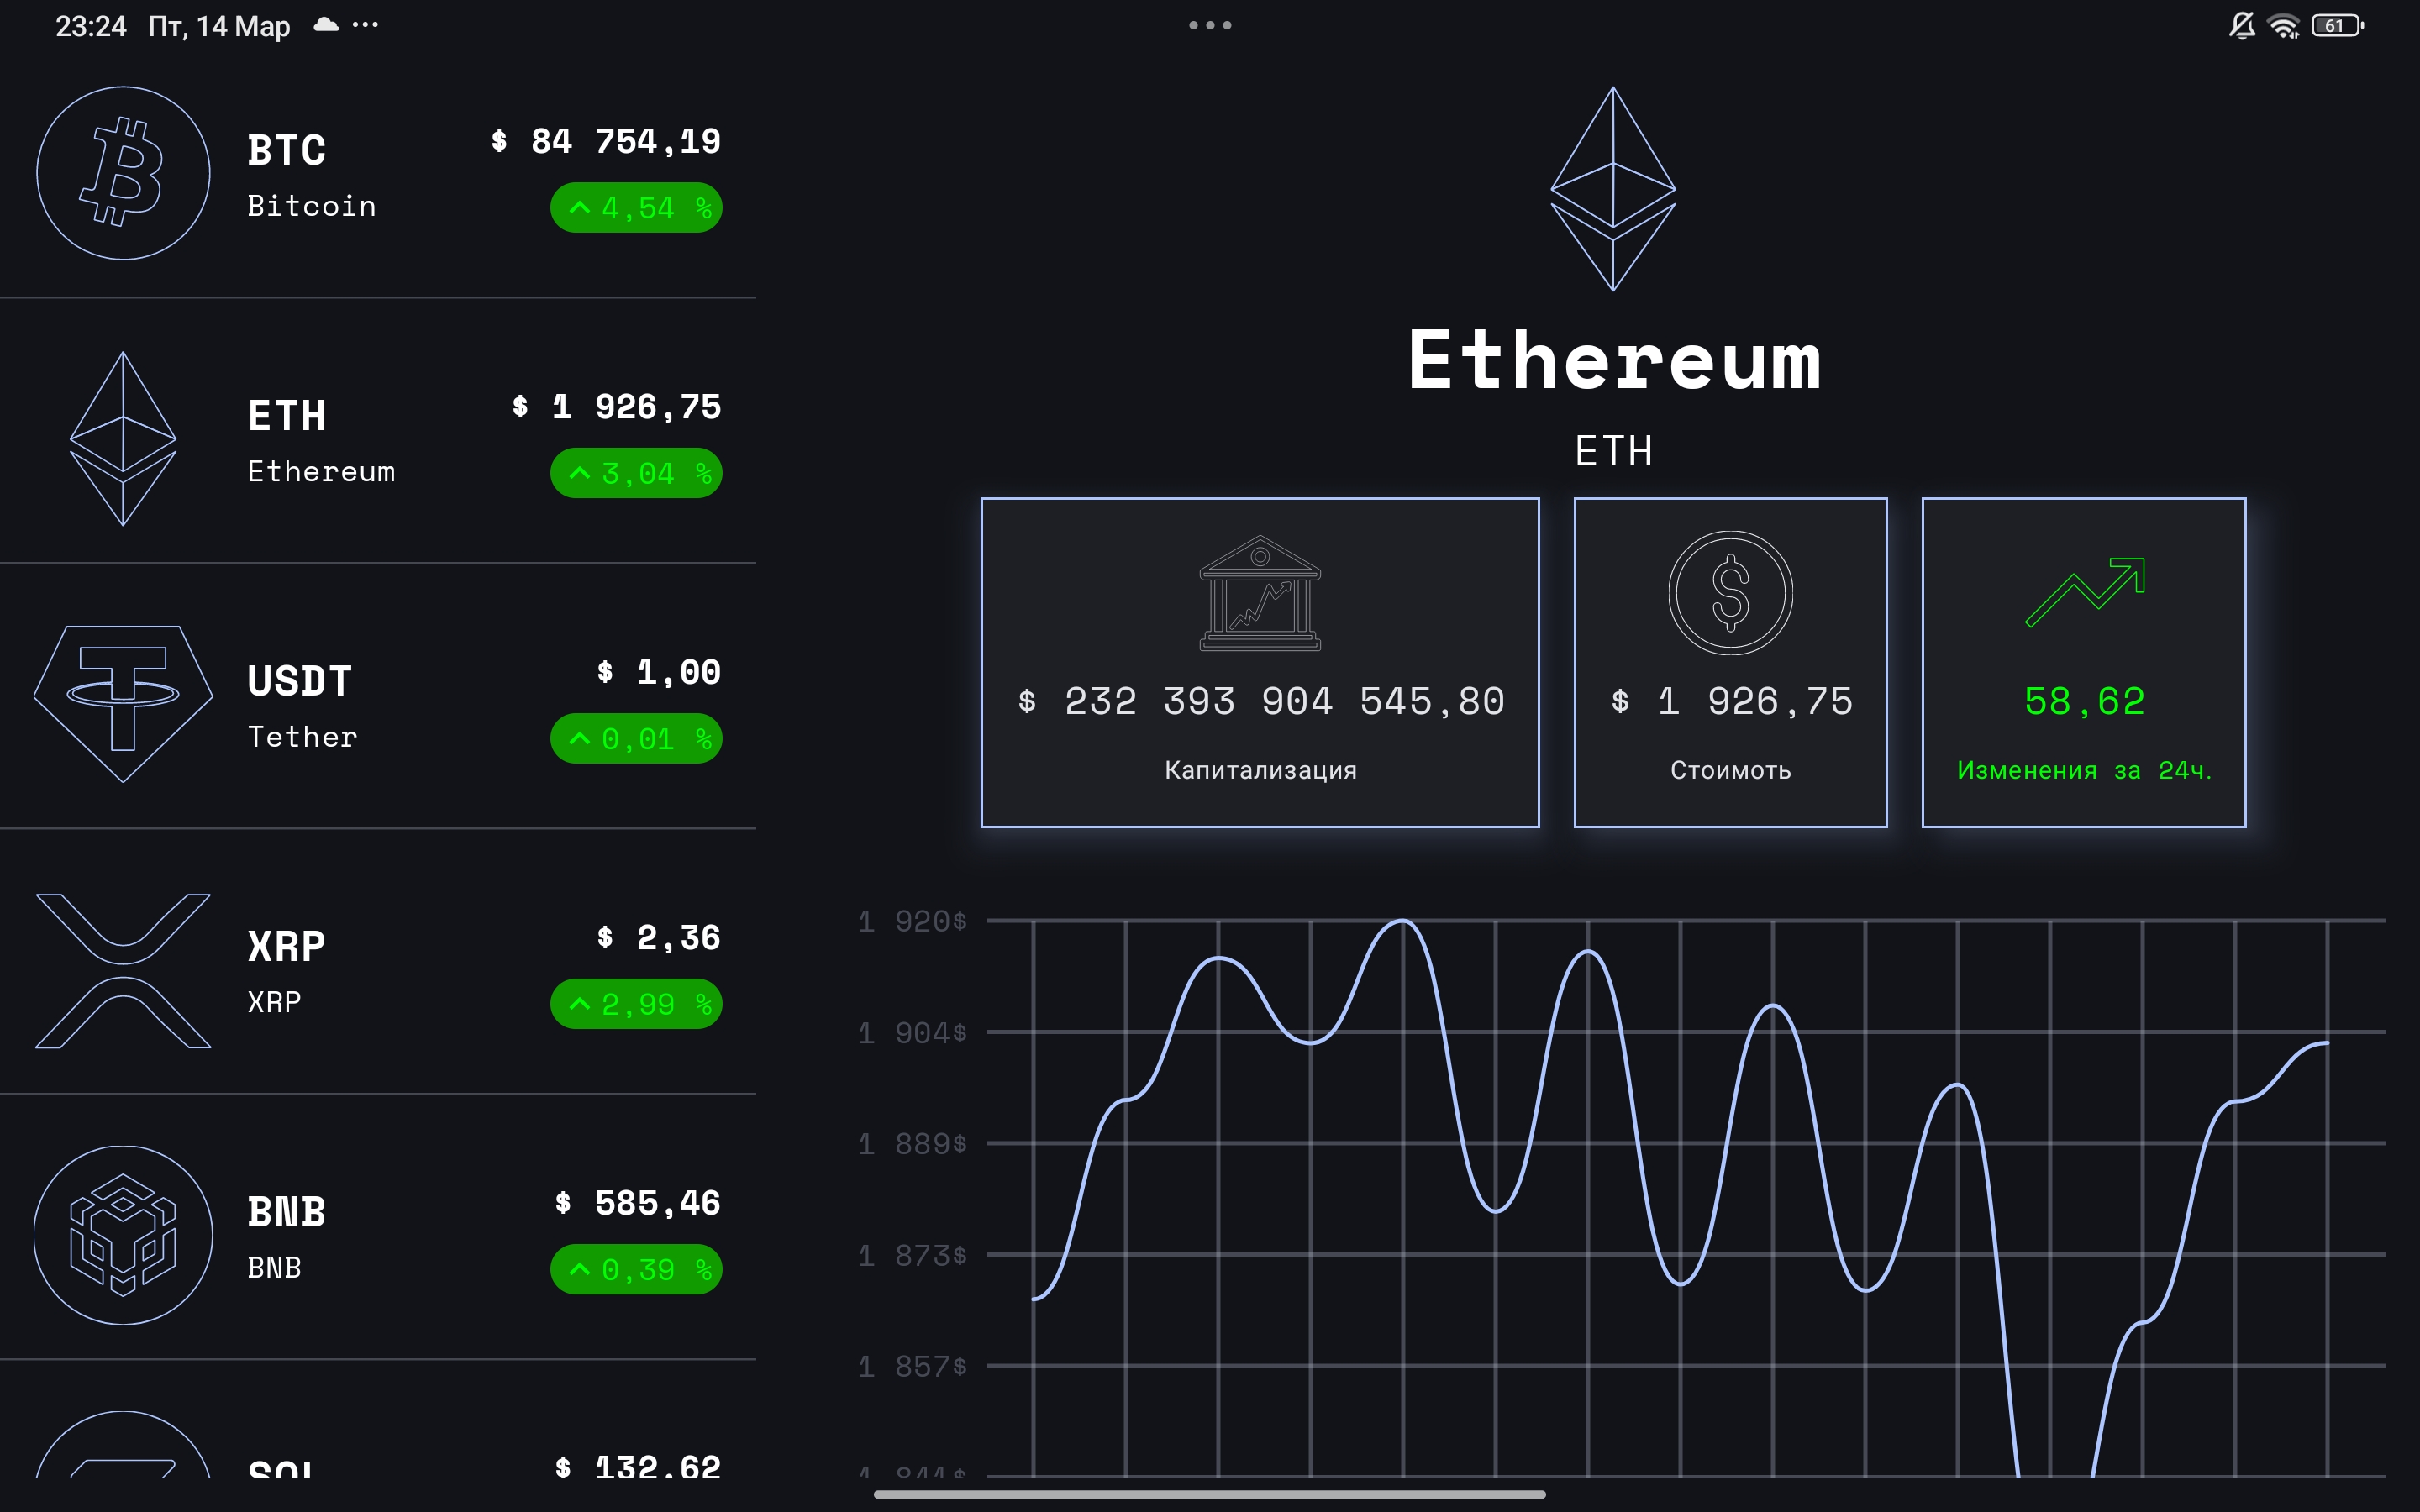 23:24 Пт, 14 Мар
61
BTC
$ 84 754,19
Bitcoin
4,54 %
ETH
$ 1 926,75
Ethereum
3,04 %
USDT
$ 1,00
Tether
0,01 %
XRP
$ 2,36
XRP
2,99 %
BNB
$ 585,46
BNB
0,39 %
SOL
$ 132,62
Ethereum
ETH
$ 232 393 904 545,80
Капитализация
$ 1 926,75
Стоимоть
58,62
Изменения за 24ч.
1 920$
1 904$
1 889$
1 873$
1 857$
1 841$